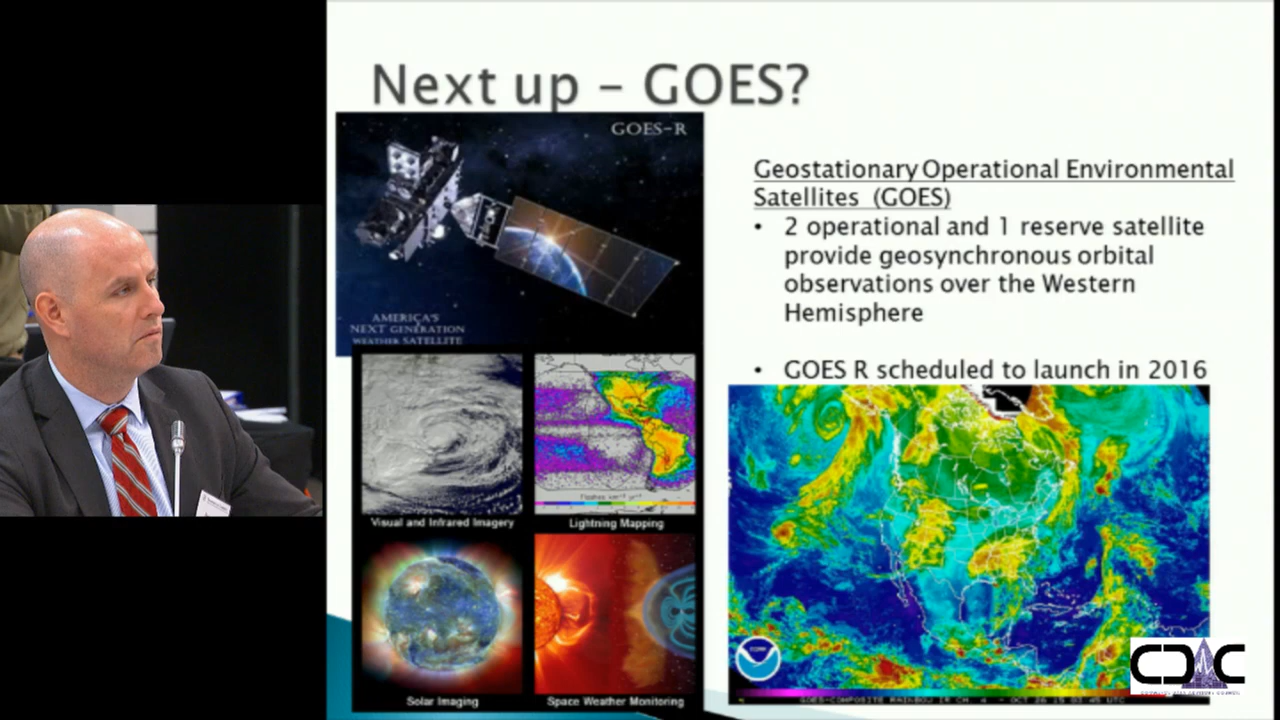 Next up – GOES?
GOES-R
AMERICA'S
NEXT GENERATION
WEATHER SATELLITE
Visual and Infrared Imagery
Lightning Mapping
Solar Imaging
Space Weather Monitoring
Geostationary Operational Environmental
Satellites (GOES)
• 2 operational and 1 reserve satellite
provide geosynchronous orbital
observations over the Western
Hemisphere
• GOES R scheduled to launch in 2016
CDAC